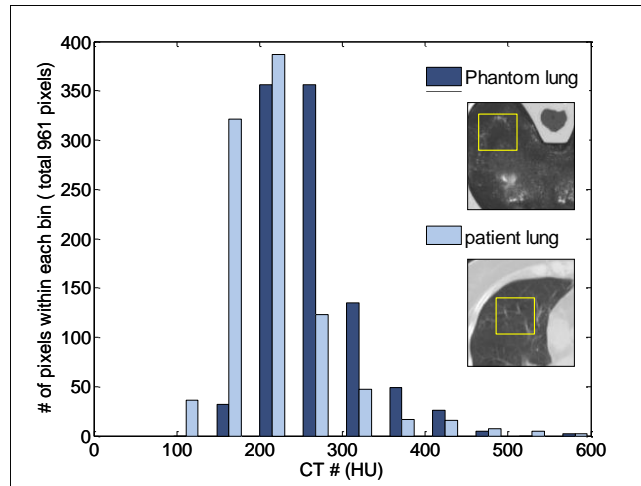 400
350
300
250
200
150
100
50
0
# of pixels within each bin ( total 961 pixels)
Phantom lung
patient lung
0 100 200 300 400 500 600
CT # (HU)